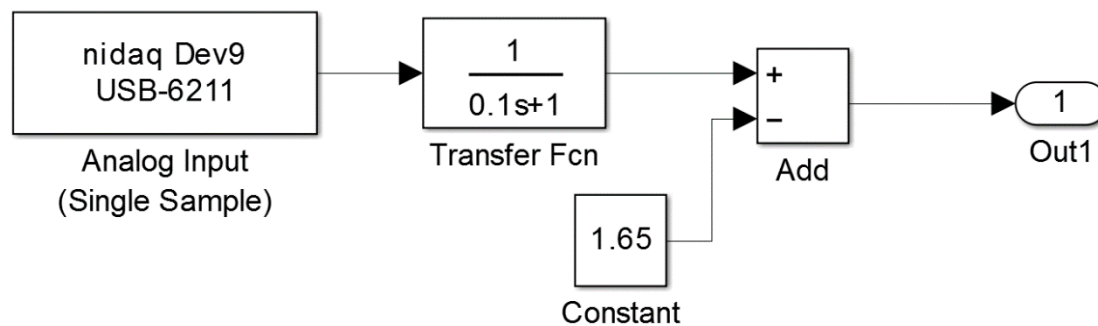 nidaq Dev9
USB-6211
Analog Input
(Single Sample)
1
0.1s+1
Transfer Fcn
+
−
Add
1
Out1
1.65
Constant